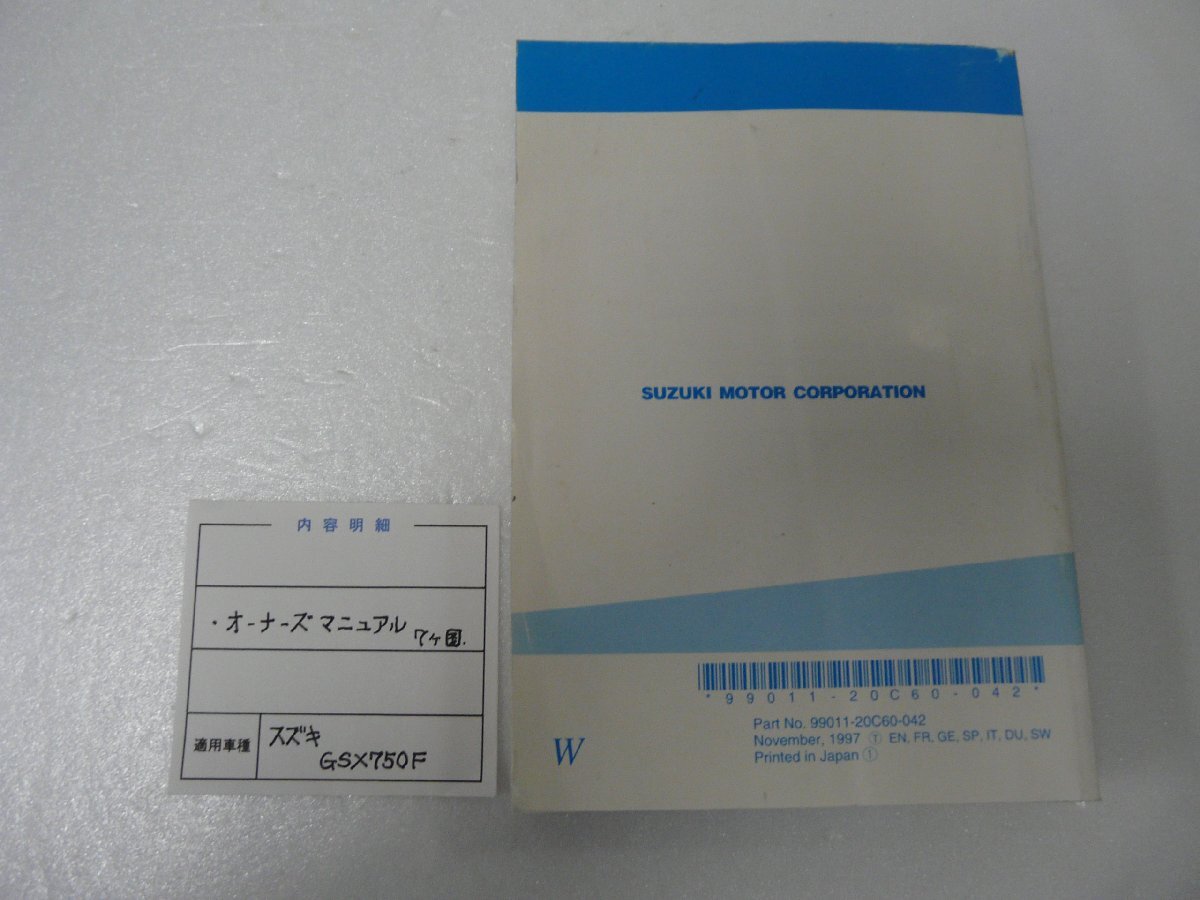 SUZUKI MOTOR CORPORATION
内容明細
・オーナーズマニュアル 7ヶ国.
適用車種
スズキ
GSX750F
*99011-20C60-042*
Part No. 99011-20C60-042
November, 1997 Ⓣ EN, FR, GE, SP, IT, DU, SW
Printed in Japan ①
W